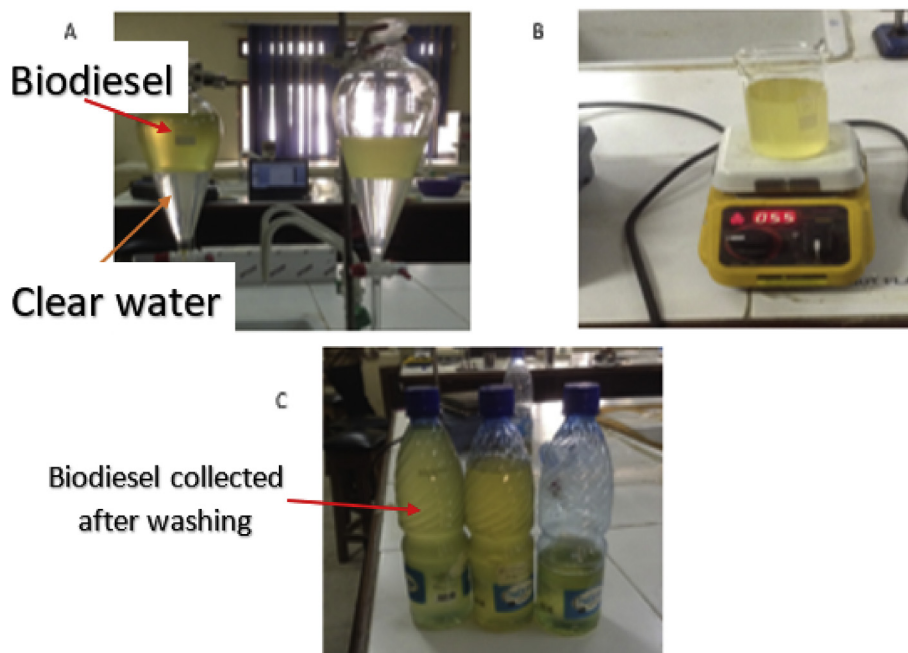 A
B
Biodiesel
055
Clear water
C
Biodiesel collected
after washing